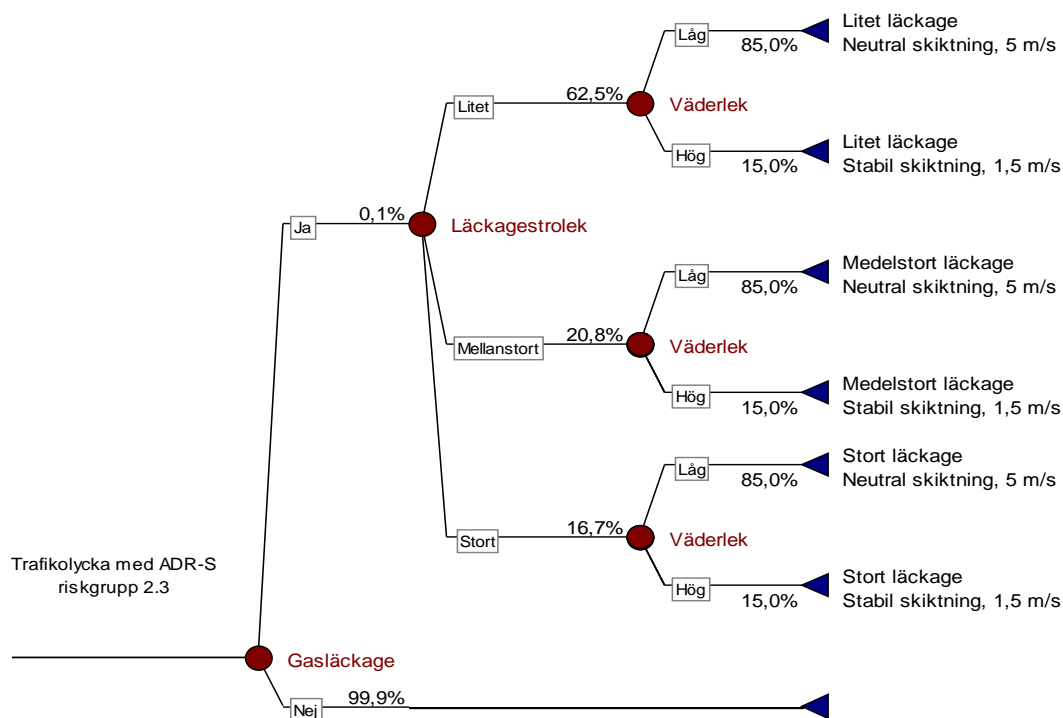 Låg
85,0%
Litet läckage
Neutral skiktning, 5 m/s
Litet
62,5%
Väderlek
Hög
15,0%
Litet läckage
Stabil skiktning, 1,5 m/s
Ja
0,1%
Läckagestrolek
Låg
85,0%
Medelstort läckage
Neutral skiktning, 5 m/s
Mellanstort
20,8%
Väderlek
Hög
15,0%
Medelstort läckage
Stabil skiktning, 1,5 m/s
Låg
85,0%
Stort läckage
Neutral skiktning, 5 m/s
Stort
16,7%
Väderlek
Hög
15,0%
Stort läckage
Stabil skiktning, 1,5 m/s
Trafikolycka med ADR-S
riskgrupp 2.3
Gasläckage
Nej
99,9%